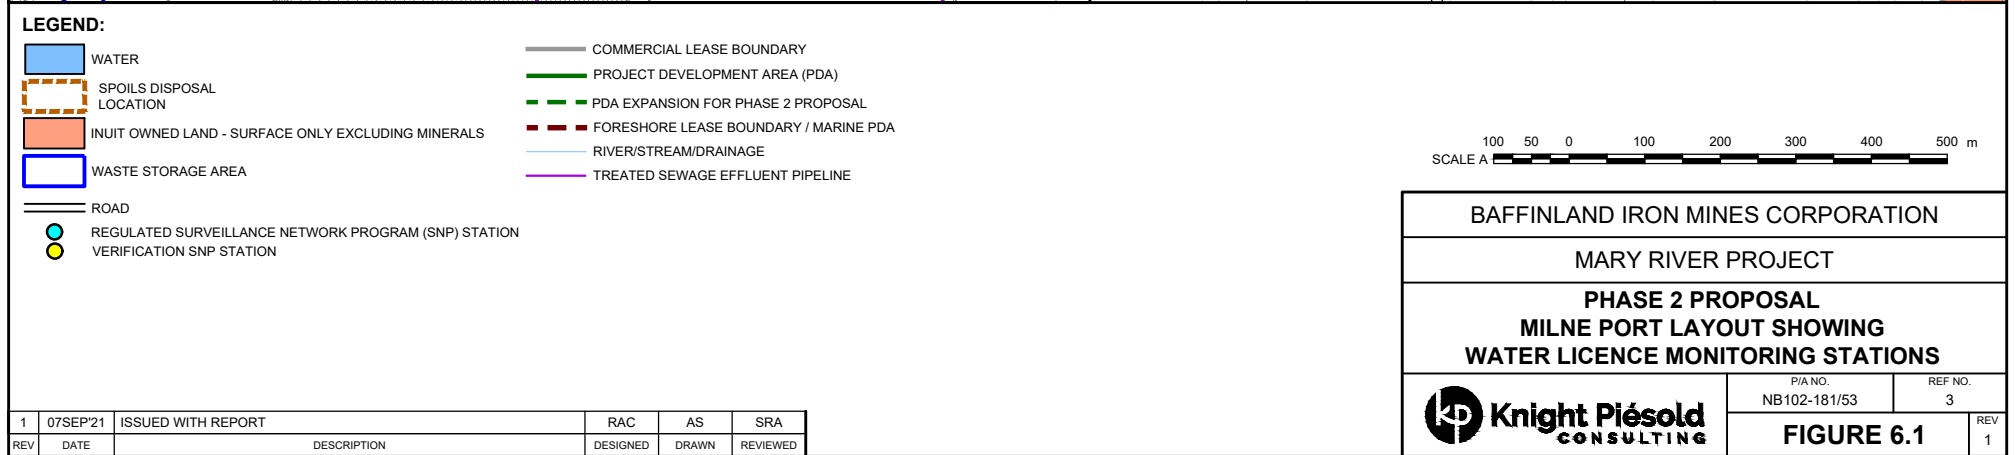 LEGEND:
WATER
SPOILS DISPOSAL
LOCATION
INUIT OWNED LAND - SURFACE ONLY EXCLUDING MINERALS
WASTE STORAGE AREA
ROAD
REGULATED SURVEILLANCE NETWORK PROGRAM (SNP) STATION
VERIFICATION SNP STATION
COMMERCIAL LEASE BOUNDARY
PROJECT DEVELOPMENT AREA (PDA)
PDA EXPANSION FOR PHASE 2 PROPOSAL
FORESHORE LEASE BOUNDARY / MARINE PDA
RIVER/STREAM/DRAINAGE
TREATED SEWAGE EFFLUENT PIPELINE
100 50 0 100 200 300 400 500 m
SCALE A
BAFFINLAND IRON MINES CORPORATION
MARY RIVER PROJECT
PHASE 2 PROPOSAL
MILNE PORT LAYOUT SHOWING
WATER LICENCE MONITORING STATIONS
Knight Piésold
CONSULTING
P/A NO.
NB102-181/53
REF NO.
3
FIGURE 6.1
REV
1
1 07SEP'21 ISSUED WITH REPORT RAC AS SRA
REV DATE DESCRIPTION DESIGNED DRAWN REVIEWED